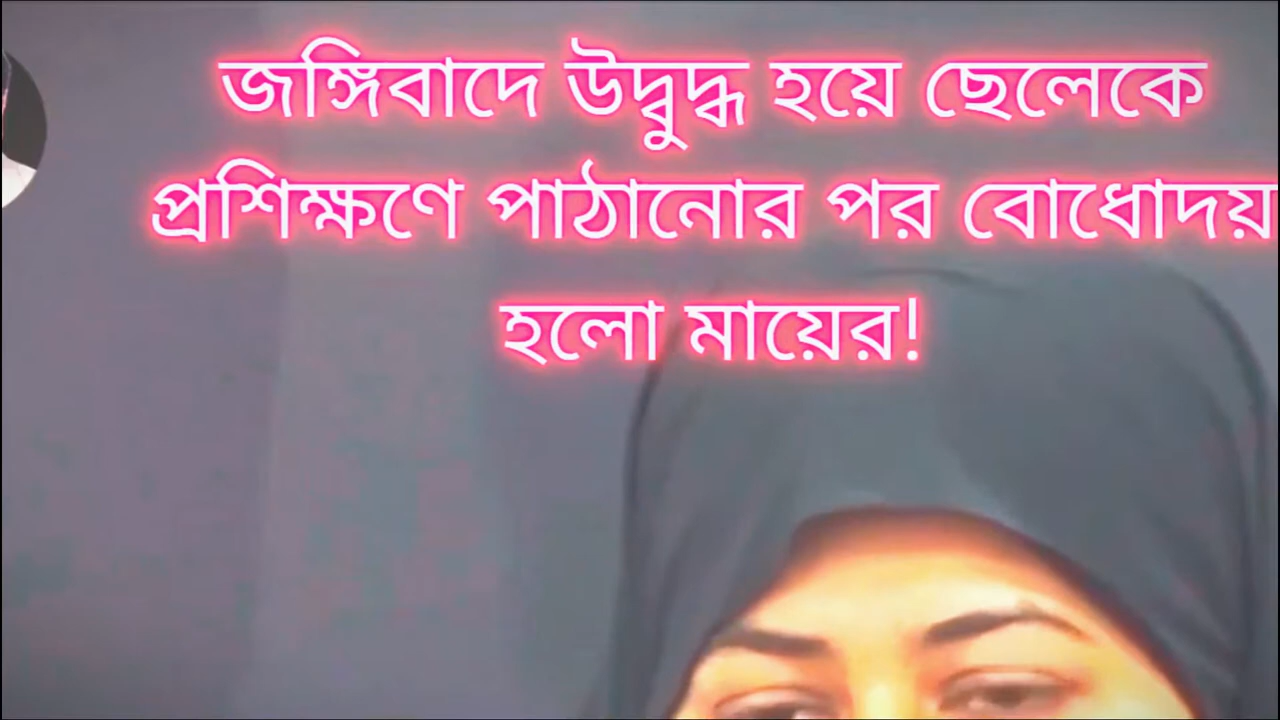 জঙ্গিবাদে উদ্বুদ্ধ হয়ে ছেলেকে
প্রশিক্ষণে পাঠানোর পর বোধোদয়
হলো মায়ের!